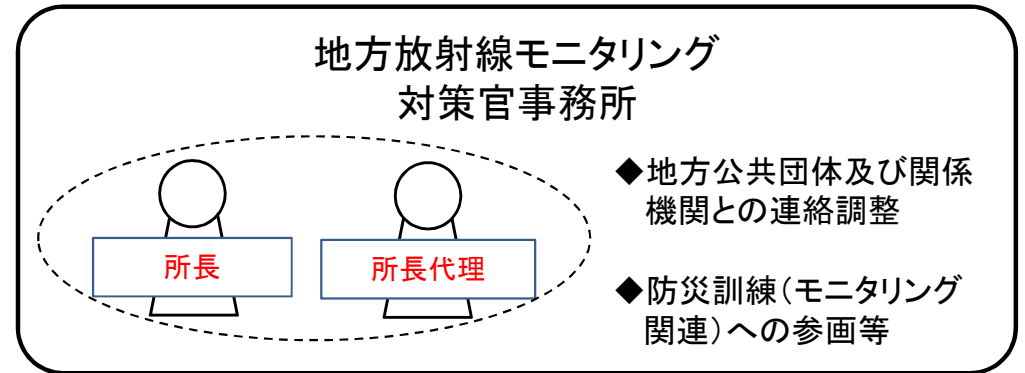 地方放射線モニタリング
対策官事務所
所長
所長代理
◆地方公共団体及び関係
機関との連絡調整
◆防災訓練(モニタリング
関連)への参画等